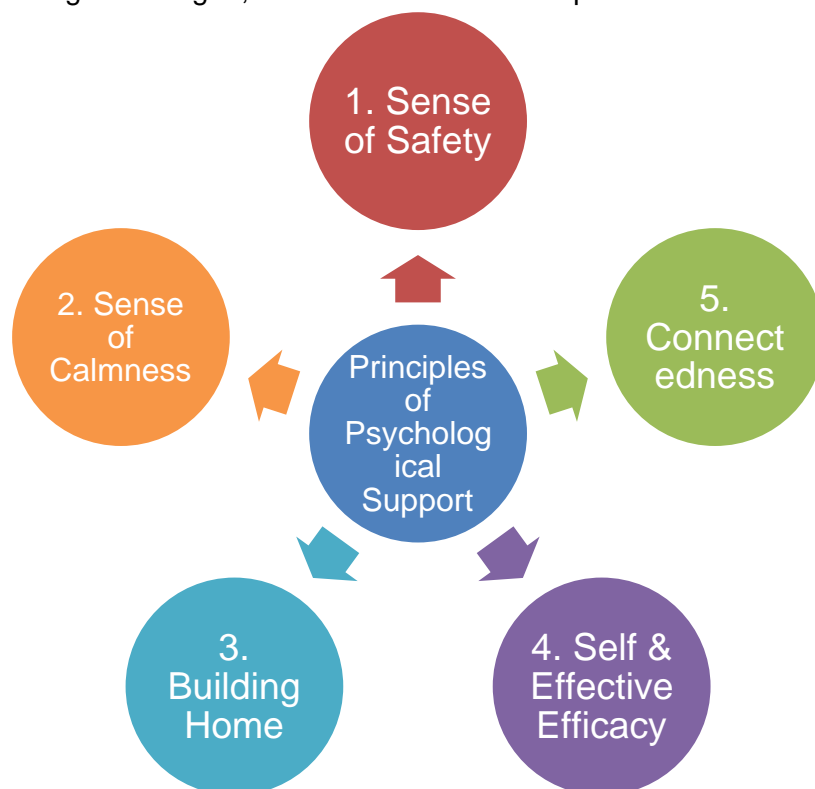 1. Sense
of Safety
2. Sense
of
Calmness
3.
Building
Home
4. Self &
Effective
Efficacy
5.
Connect
edness
Principles
of
Psycholog
ical
Support